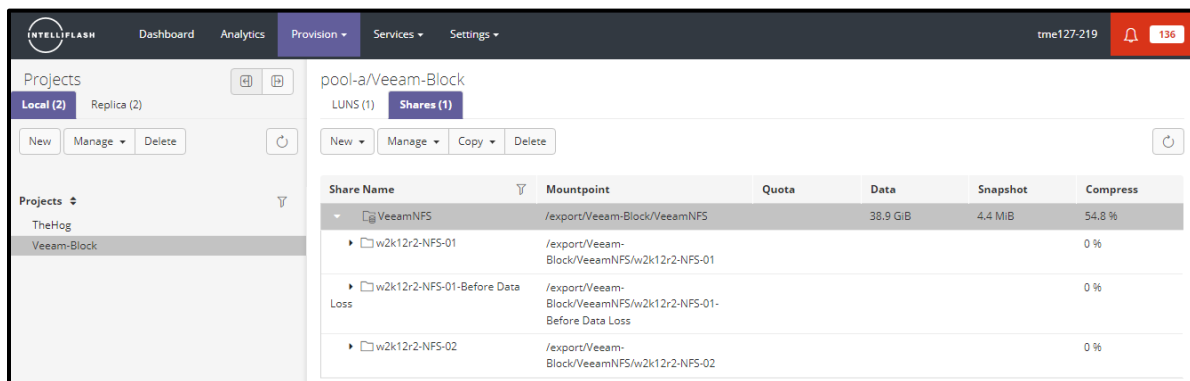 INTELLIFLASH Dashboard Analytics Provision Services Settings tme127-219 136
Projects
Local (2) Replica (2)
New Manage Delete
Projects
TheHog
Veeam-Block
pool-a/Veeam-Block
LUNS (1) Shares (1)
New Manage Copy Delete
Share Name Mountpoint Quota Data Snapshot Compress
VeeamNFS /export/Veeam-Block/VeeamNFS 38.9 GiB 4.4 MiB 54.8 %
w2k12r2-NFS-01 /export/Veeam- 0 %
Block/VeeamNFS/w2k12r2-NFS-01
w2k12r2-NFS-01-Before Data /export/Veeam- 0 %
Loss Block/VeeamNFS/w2k12r2-NFS-01-
Before Data Loss
w2k12r2-NFS-02 /export/Veeam- 0 %
Block/VeeamNFS/w2k12r2-NFS-02